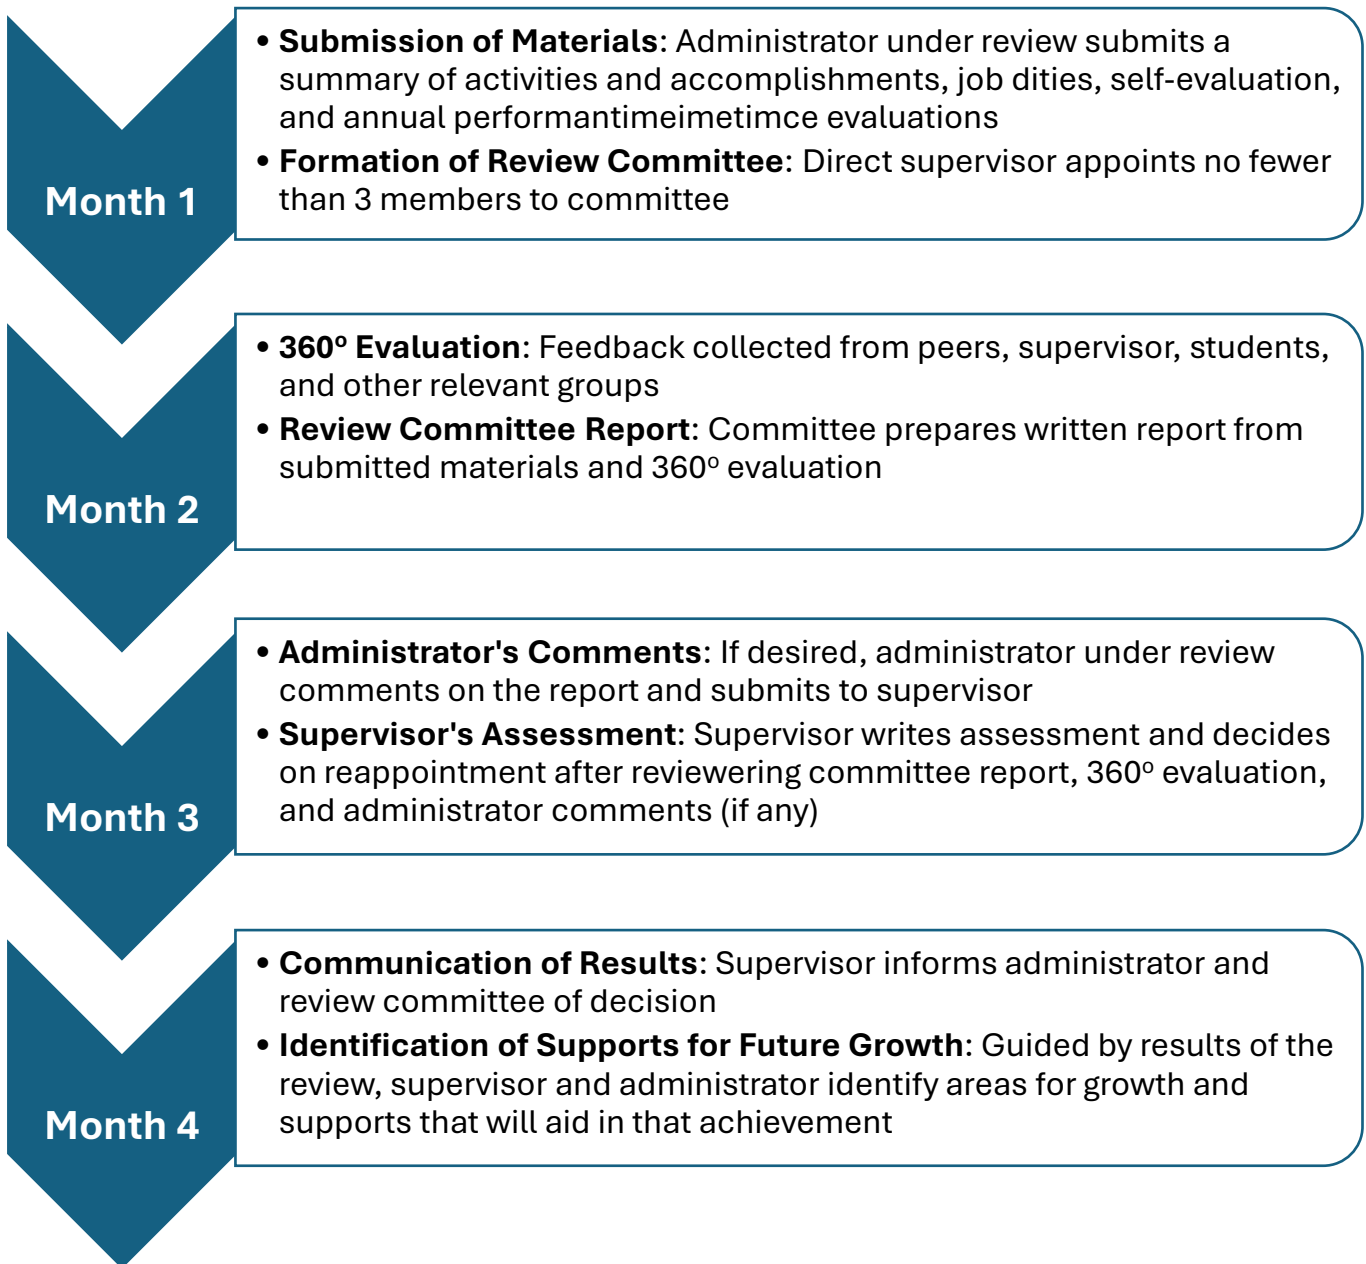 Month 1
• Submission of Materials: Administrator under review submits a
summary of activities and accomplishments, job dities, self-evaluation,
and annual performantimeimetimce evaluations
• Formation of Review Committee: Direct supervisor appoints no fewer
than 3 members to committee
Month 2
• 360º Evaluation: Feedback collected from peers, supervisor, students,
and other relevant groups
• Review Committee Report: Committee prepares written report from
submitted materials and 360º evaluation
Month 3
• Administrator's Comments: If desired, administrator under review
comments on the report and submits to supervisor
• Supervisor's Assessment: Supervisor writes assessment and decides
on reappointment after reviewering committee report, 360º evaluation,
and administrator comments (if any)
Month 4
• Communication of Results: Supervisor informs administrator and
review committee of decision
• Identification of Supports for Future Growth: Guided by results of the
review, supervisor and administrator identify areas for growth and
supports that will aid in that achievement